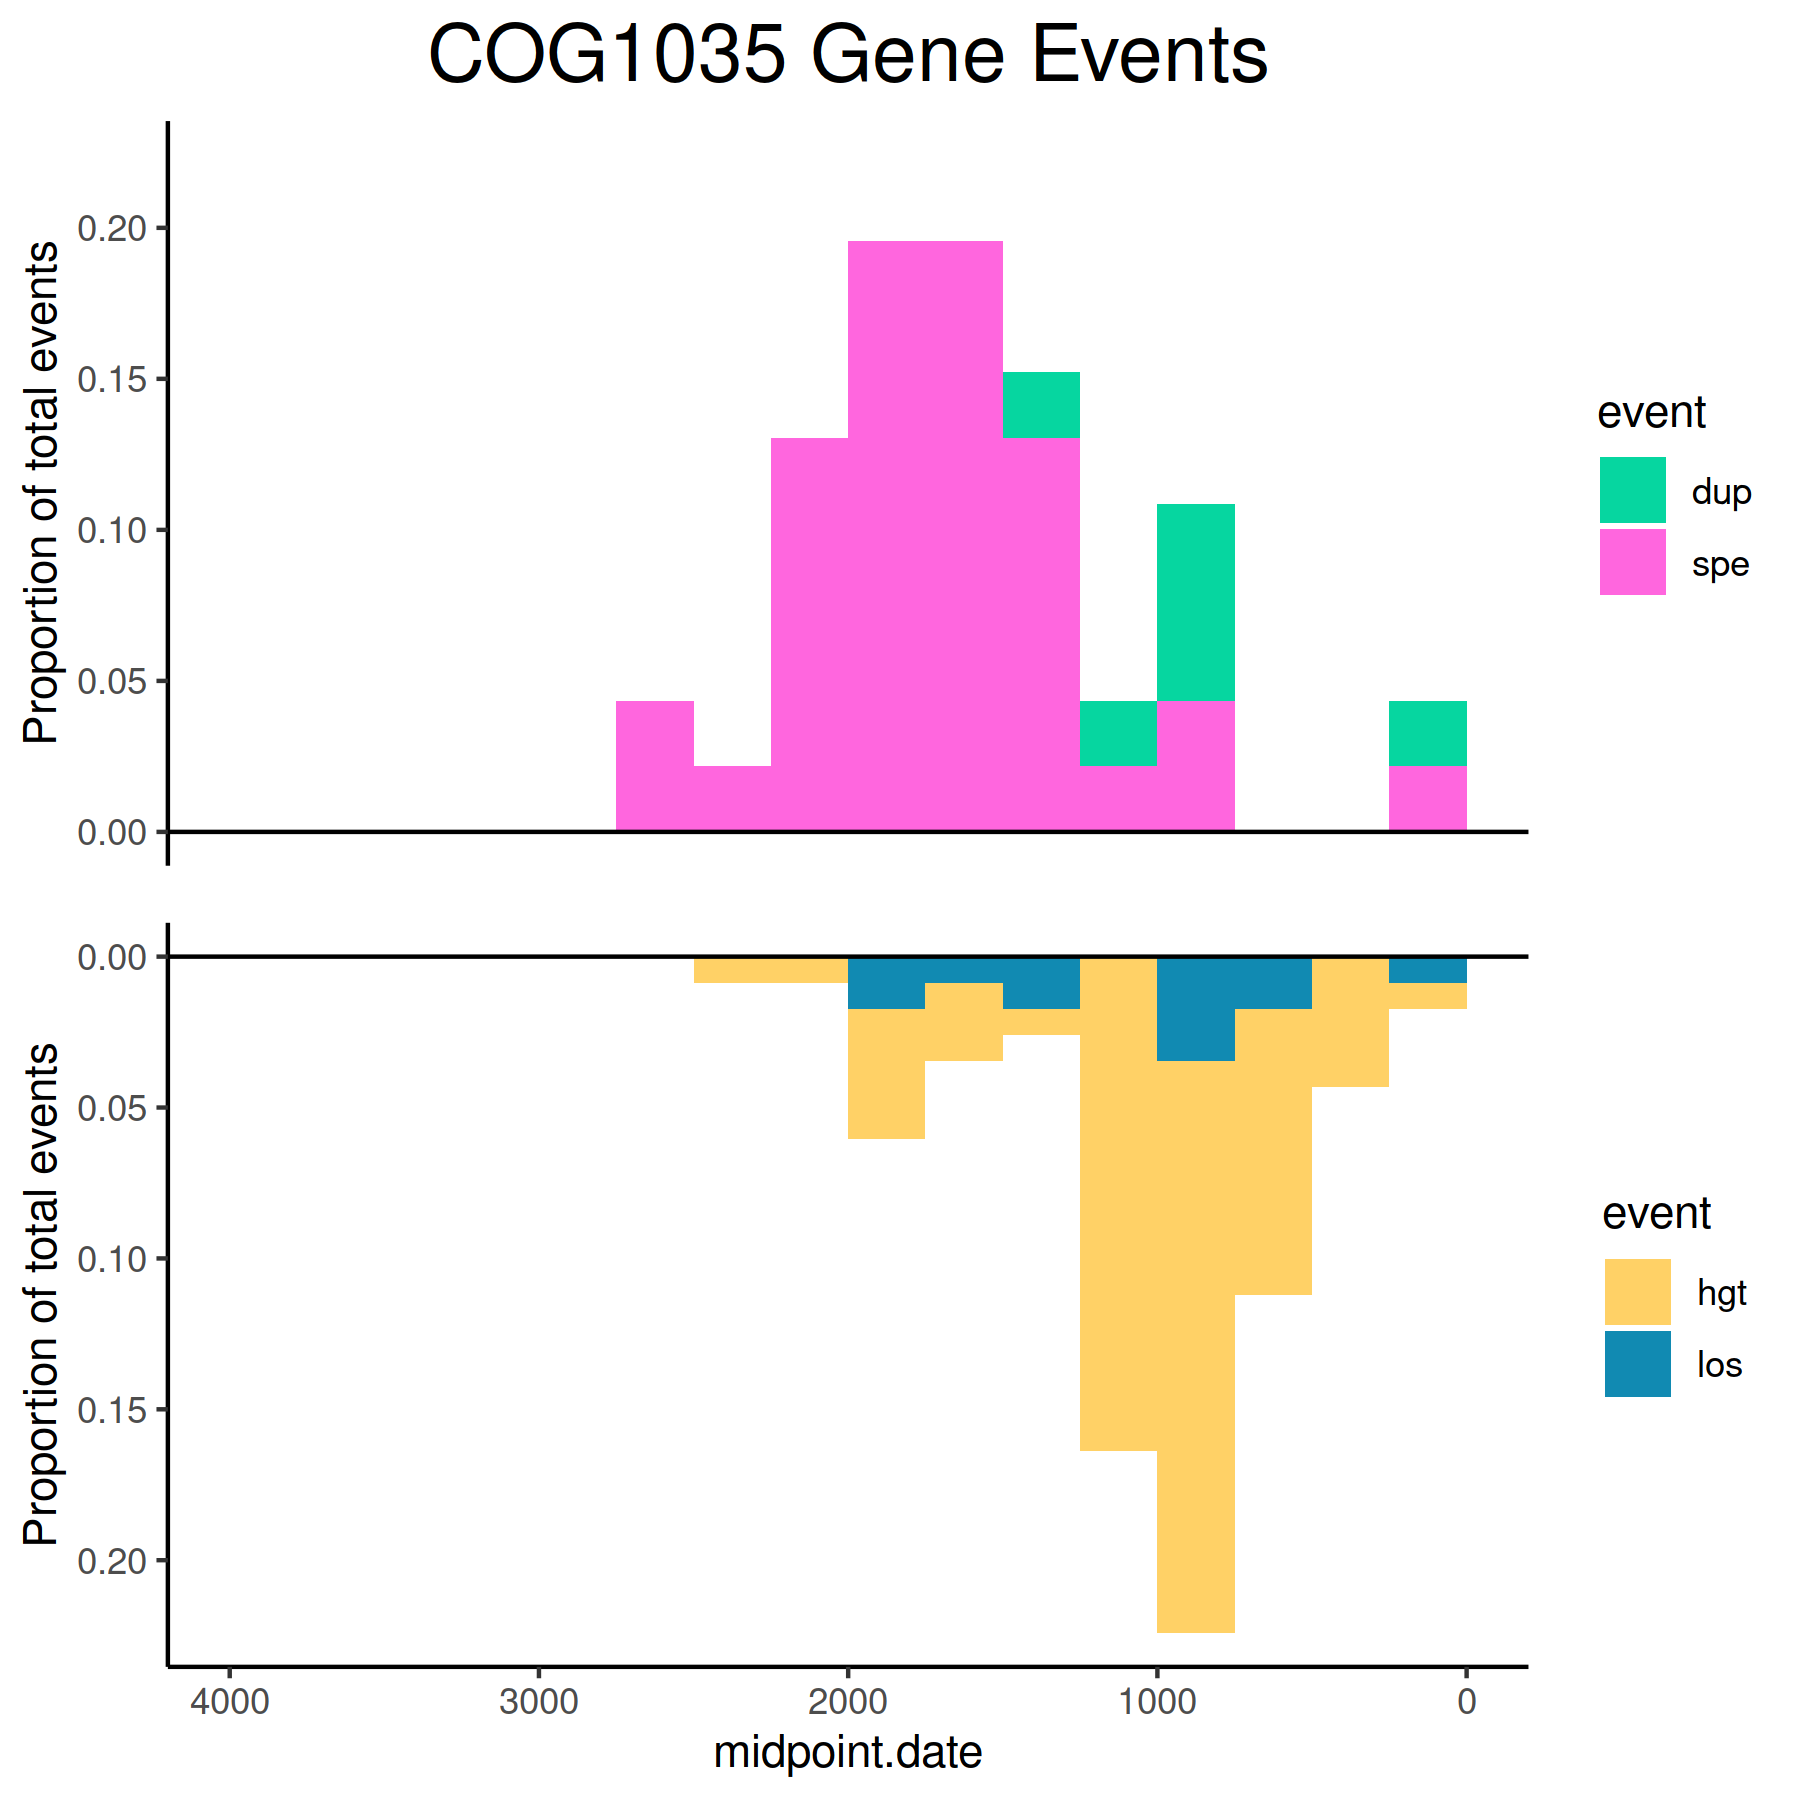 COG1035 Gene Events
Proportion of total events
0.20
0.15
0.10
0.05
0.00
event
dup
spe
Proportion of total events
0.00
0.05
0.10
0.15
0.20
event
hgt
los
4000 3000 2000 1000 0
midpoint.date